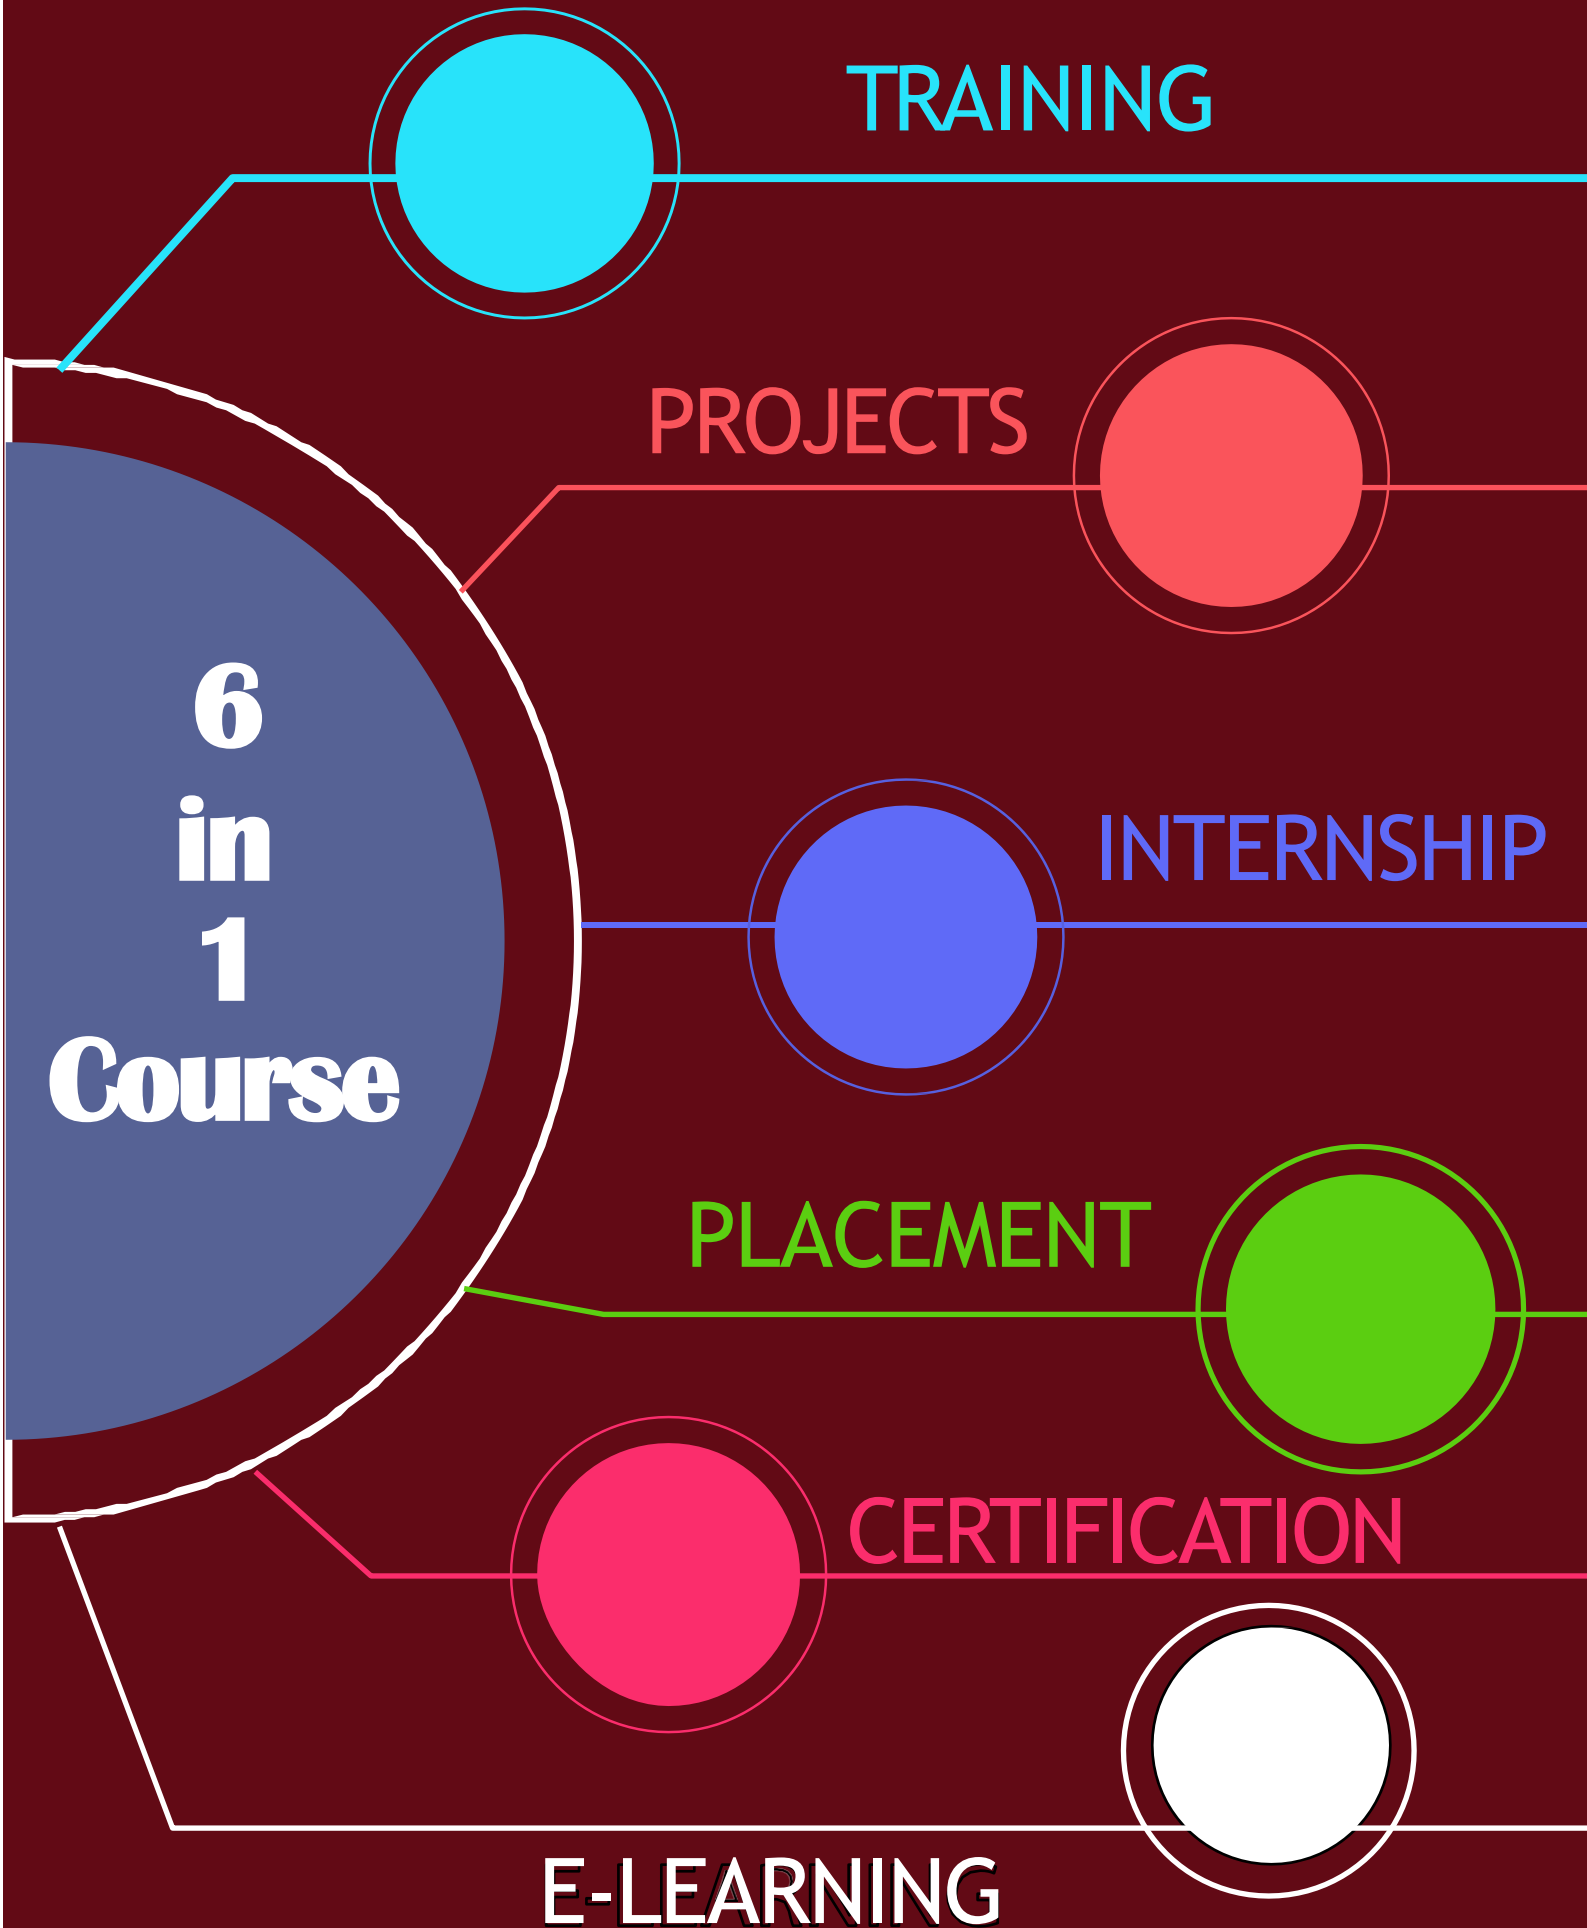 TRAINING
PROJECTS
6
in
1
Course
INTERNSHIP
PLACEMENT
CERTIFICATION
E-LEARNING